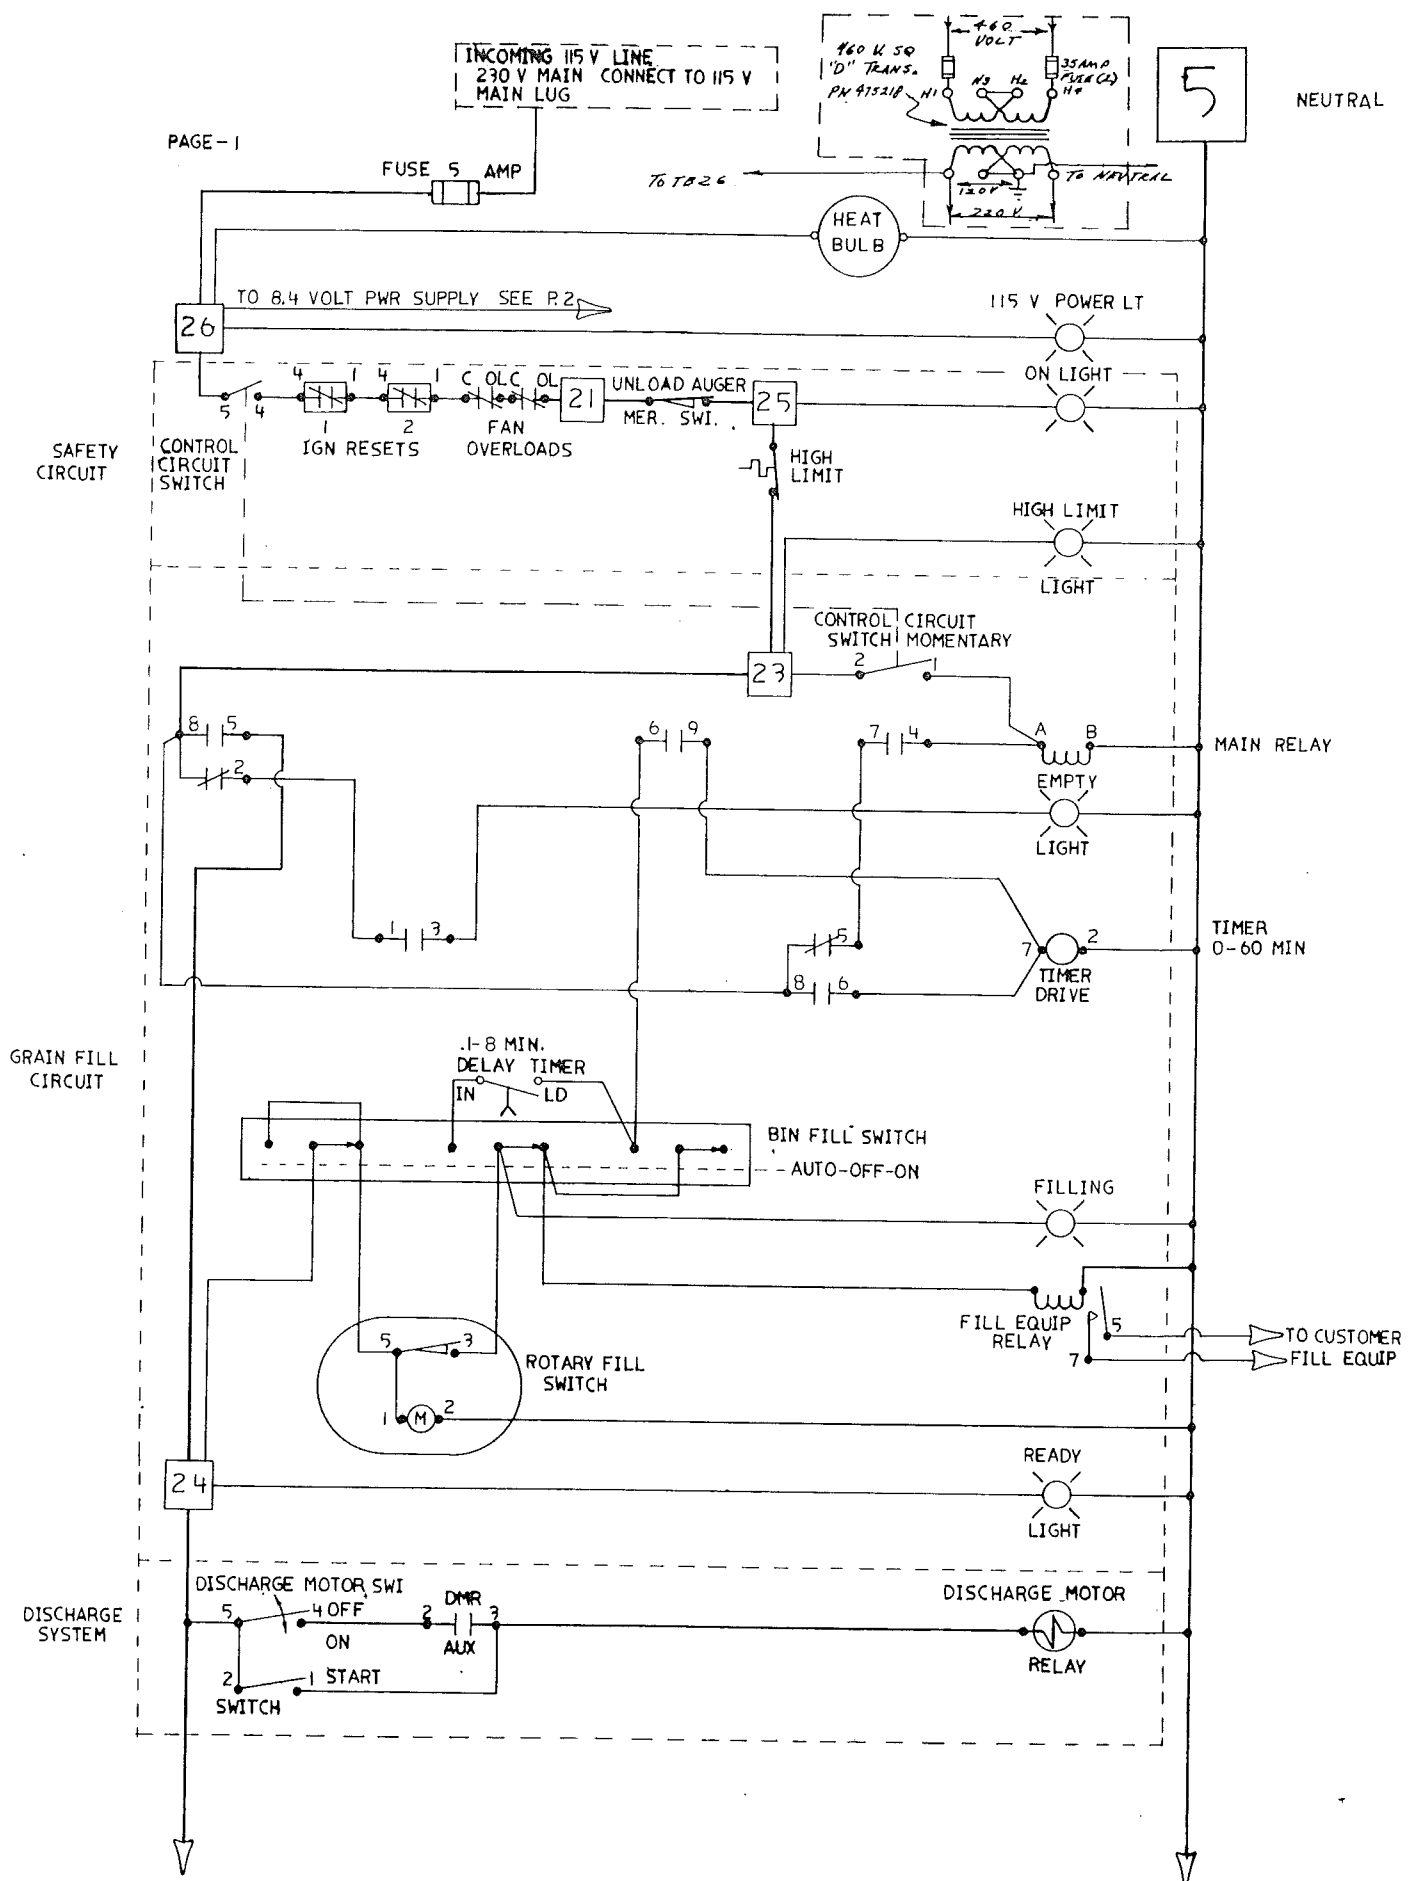 INCOMING 115 V LINE
230 V MAIN CONNECT TO 115 V
MAIN LUG
460 V. SQ
"D" TRANS.
PN 475218
460
VOLT
35 AMP
FUSE (2)
H1
H3
H2
H4
5
NEUTRAL
PAGE-1
FUSE 5 AMP
TO TB26
120V
220 V.
TO NEUTRAL
HEAT
BULB
TO 8.4 VOLT PWR SUPPLY SEE P.2
26
115 V POWER LT
ON LIGHT
4 1 4 1 C OL C OL
21
UNLOAD AUGER
25
5 4
1 2
MER. SWI.
SAFETY
CIRCUIT
CONTROL
CIRCUIT
SWITCH
IGN RESETS
FAN
OVERLOADS
HIGH
LIMIT
HIGH LIMIT
LIGHT
CONTROL CIRCUIT
SWITCH MOMENTARY
23
2 1
8 5
2
6 9
7 4
A B
MAIN RELAY
EMPTY
LIGHT
1 3
5
8 6
7 2
TIMER
0-60 MIN
TIMER
DRIVE
GRAIN FILL
CIRCUIT
.1-8 MIN.
DELAY TIMER
IN LD
BIN FILL SWITCH
AUTO-OFF-ON
FILLING
FILL EQUIP
RELAY
5
7
TO CUSTOMER
FILL EQUIP
5 3
ROTARY FILL
SWITCH
1 M 2
24
READY
LIGHT
DISCHARGE
SYSTEM
DISCHARGE MOTOR SWI
5 4 OFF
ON
2 DMR 3
AUX
2 1 START
SWITCH
DISCHARGE MOTOR
RELAY